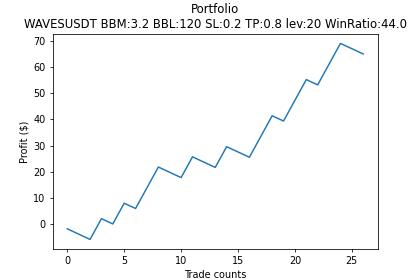 Portfolio
WAVESUSDT BBM:3.2 BBL:120 SL:0.2 TP:0.8 lev:20 WinRatio:44.0
70
60
50
40
30
20
10
0
Profit ($)
0 5 10 15 20 25
Trade counts